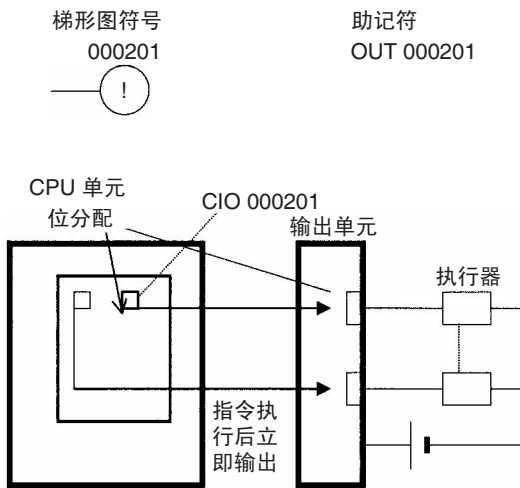 梯形图符号
000201
!
助记符
OUT 000201
CPU 单元
位分配
CIO 000201
输出单元
执行器
指令执
行后立
即输出